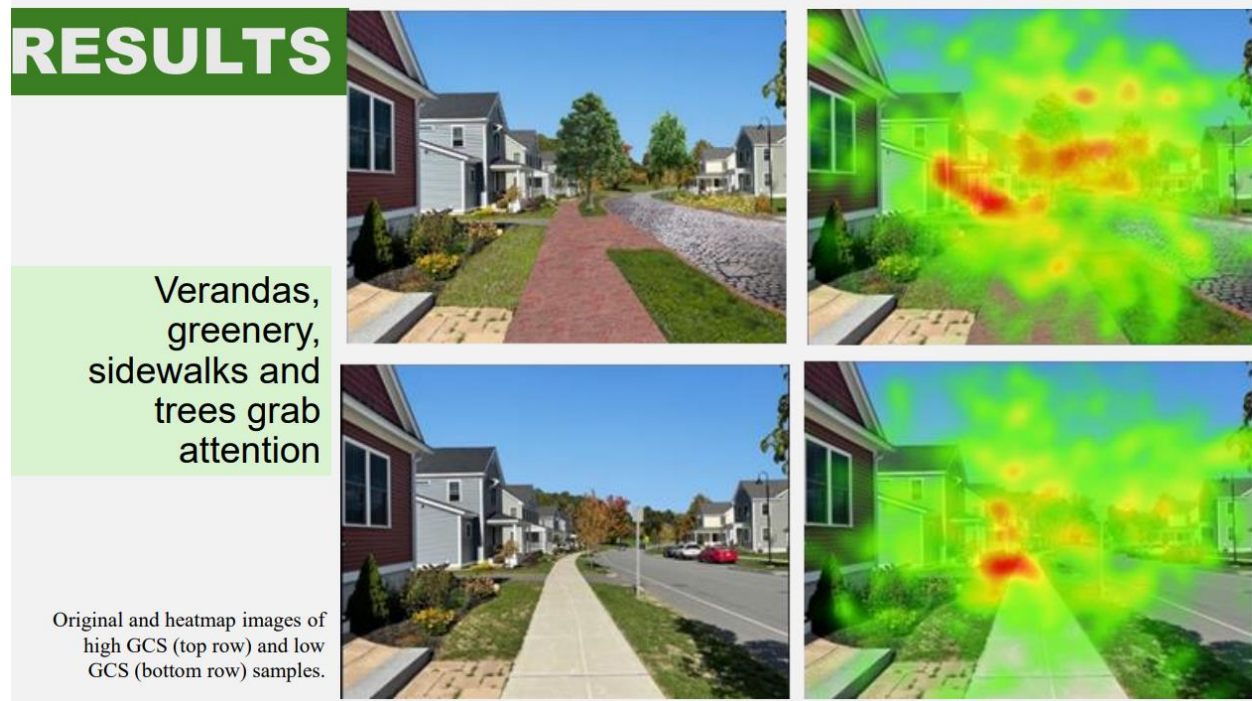 RESULTS
Verandas,
greenery,
sidewalks and
trees grab
attention
Original and heatmap images of
high GCS (top row) and low
GCS (bottom row) samples.